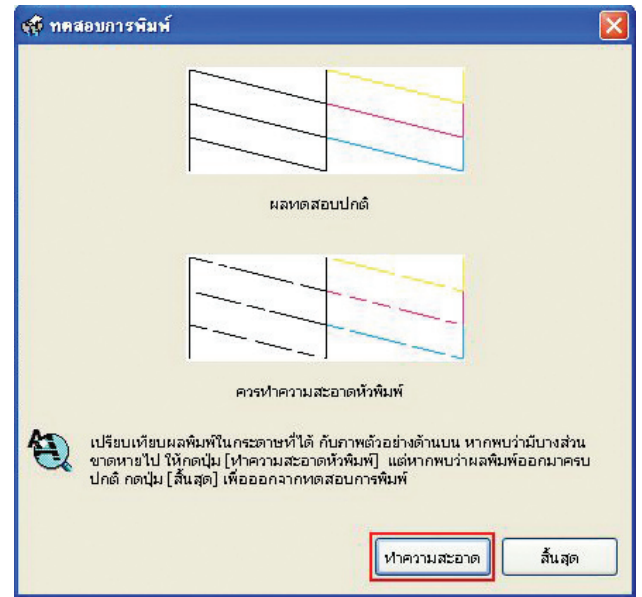 ทดสอบการพิมพ์
ผลทดสอบปกติ
ควรทำความสะอาดหัวพิมพ์
เปรียบเทียบผลพิมพ์ในกระดาษที่ได้ กับภาพตัวอย่างด้านบน หากพบว่ามีบางส่วน
ขาดหายไป ให้กดปุ่ม [ทำความสะอาดหัวพิมพ์] แต่หากพบว่าผลพิมพ์ออกมาครบ
ปกติ กดปุ่ม [สิ้นสุด] เพื่อออกจากทดสอบการพิมพ์
ทำความสะอาด
สิ้นสุด